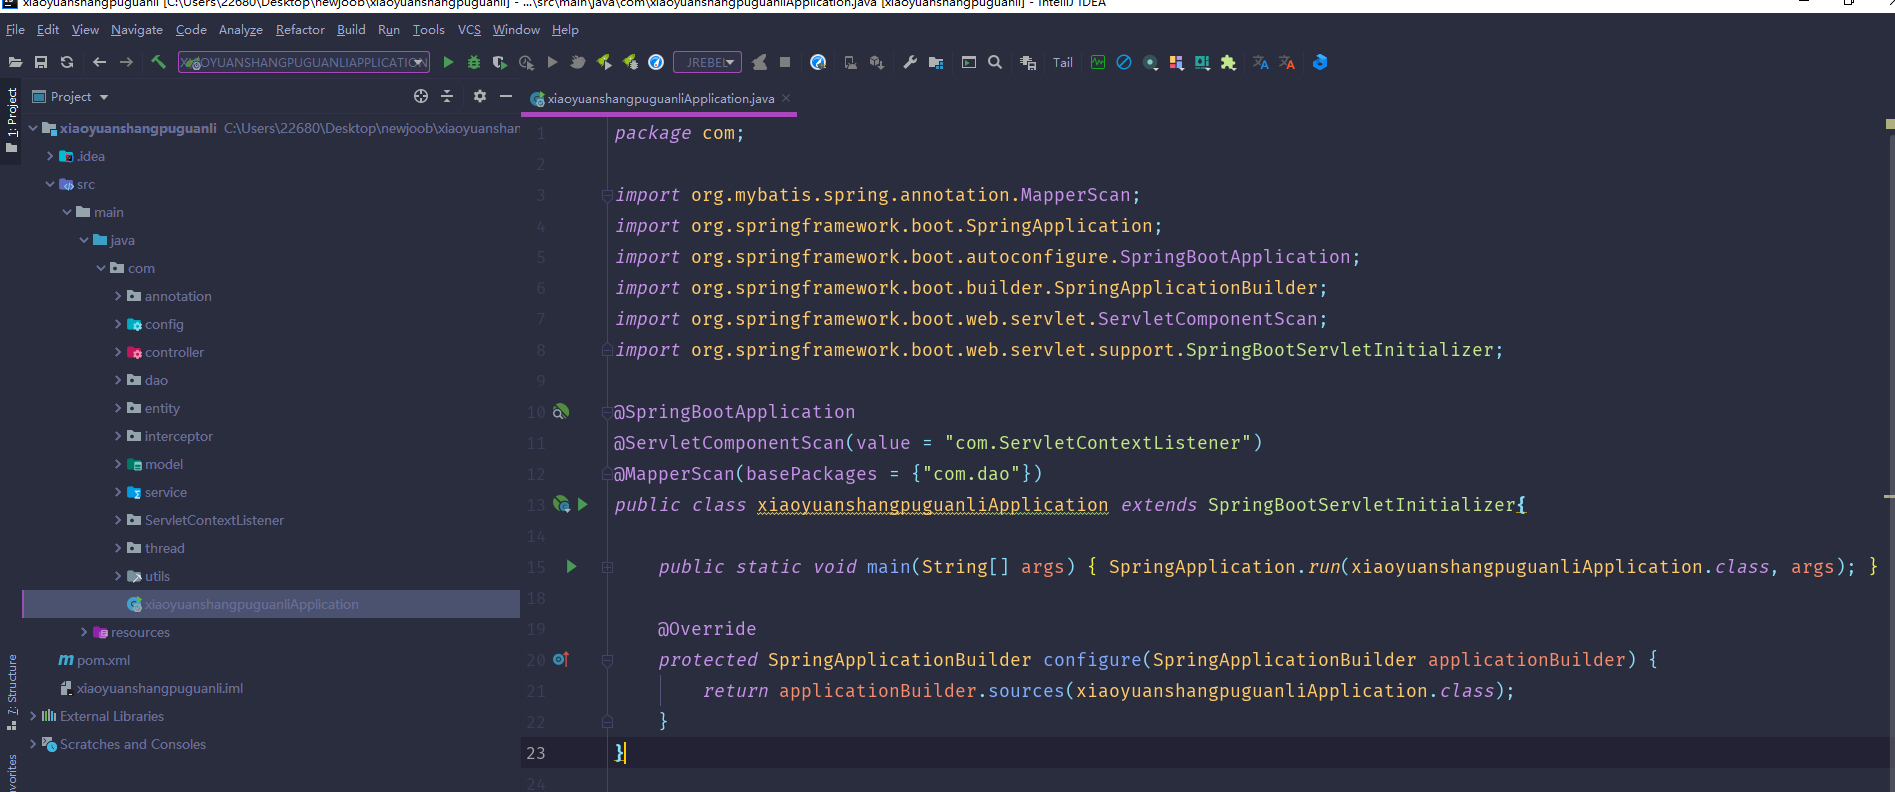 xiaoyuanshangpuguanli [C:\Users\22680\Desktop\newjoob\xiaoyuanshangpuguanli] - ...\src\main\java\com\xiaoyuanshangpuguanliApplication.java [xiaoyuanshangpuguanli] - IntelliJ IDEA
File Edit View Navigate Code Analyze Refactor Build Run Tools VCS Window Help
XIAOYUANSHANGPUGUANLIAPPLICATION JREBEL Tail
1: Project
Project
xiaoyuanshangpuguanli C:\Users\22680\Desktop\newjoob\xiaoyuanshan
.idea
src
main
java
com
annotation
config
controller
dao
entity
interceptor
model
service
ServletContextListener
thread
utils
xiaoyuanshangpuguanliApplication
resources
pom.xml
xiaoyuanshangpuguanli.iml
External Libraries
Scratches and Consoles
7: Structure
avorites
xiaoyuanshangpuguanliApplication.java
1 package com;
2
3 import org.mybatis.spring.annotation.MapperScan;
4 import org.springframework.boot.SpringApplication;
5 import org.springframework.boot.autoconfigure.SpringBootApplication;
6 import org.springframework.boot.builder.SpringApplicationBuilder;
7 import org.springframework.boot.web.servlet.ServletComponentScan;
8 import org.springframework.boot.web.servlet.support.SpringBootServletInitializer;
9
10 @SpringBootApplication
11 @ServletComponentScan(value = "com.ServletContextListener")
12 @MapperScan(basePackages = {"com.dao"})
13 public class xiaoyuanshangpuguanliApplication extends SpringBootServletInitializer{
14
15 public static void main(String[] args) { SpringApplication.run(xiaoyuanshangpuguanliApplication.class, args); }
18
19 @Override
20 protected SpringApplicationBuilder configure(SpringApplicationBuilder applicationBuilder) {
21 return applicationBuilder.sources(xiaoyuanshangpuguanliApplication.class);
22 }
23 }
24